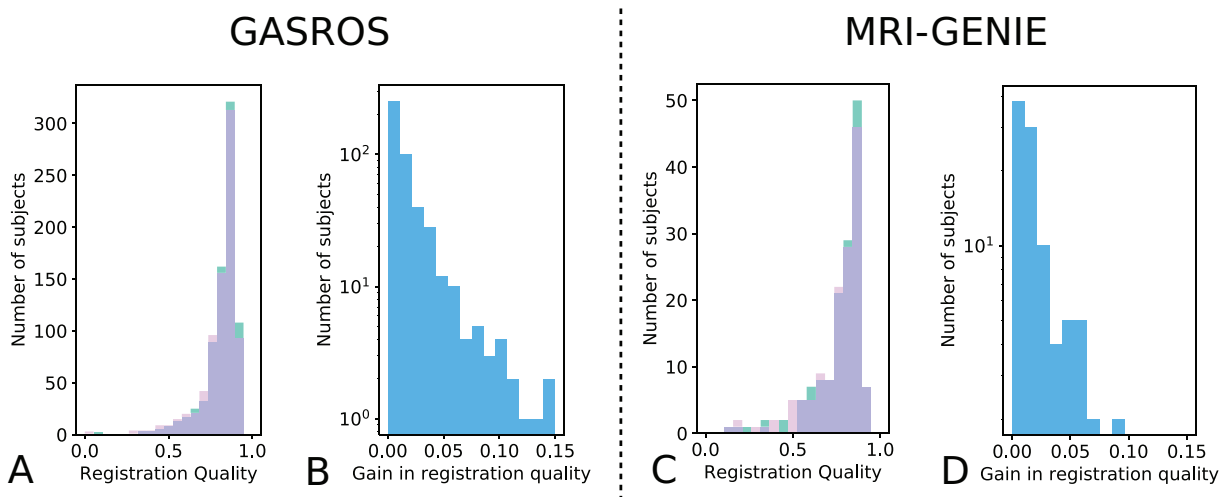 GASROS
MRI-GENIE
300
250
200
150
100
50
0
0.0
0.5
1.0
Number of subjects
Registration Quality
A
10²
10¹
10⁰
0.00
0.05
0.10
0.15
Number of subjects
Gain in registration quality
B
50
40
30
20
10
0
0.0
0.5
1.0
Number of subjects
Registration Quality
C
10¹
0.00
0.05
0.10
0.15
Number of subjects
Gain in registration quality
D